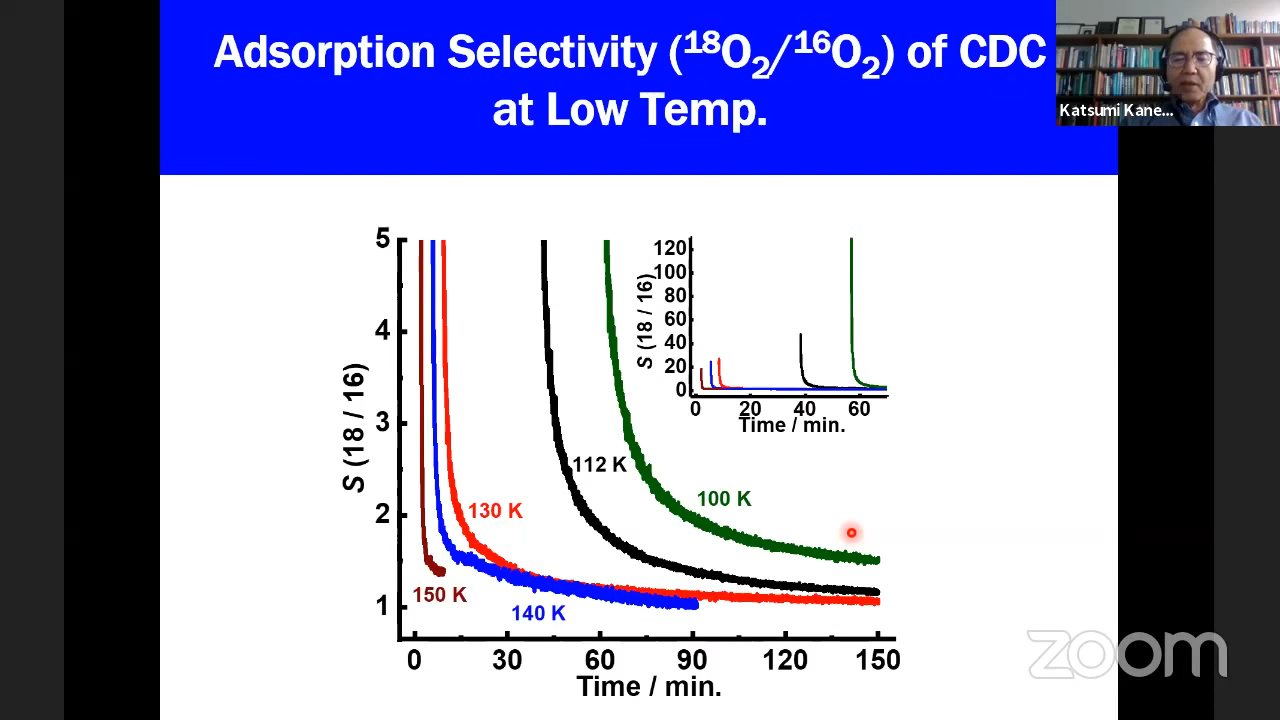 Adsorption Selectivity (¹⁸O₂/¹⁶O₂) of CDC
at Low Temp.
Katsumi Kane...
5
4
3
2
1
S (18 / 16)
0 30 60 90 120 150
Time / min.
150 K
140 K
130 K
112 K
100 K
120
100
80
60
40
20
0
S (18 / 16)
0 20 40 60
Time / min.
zoom